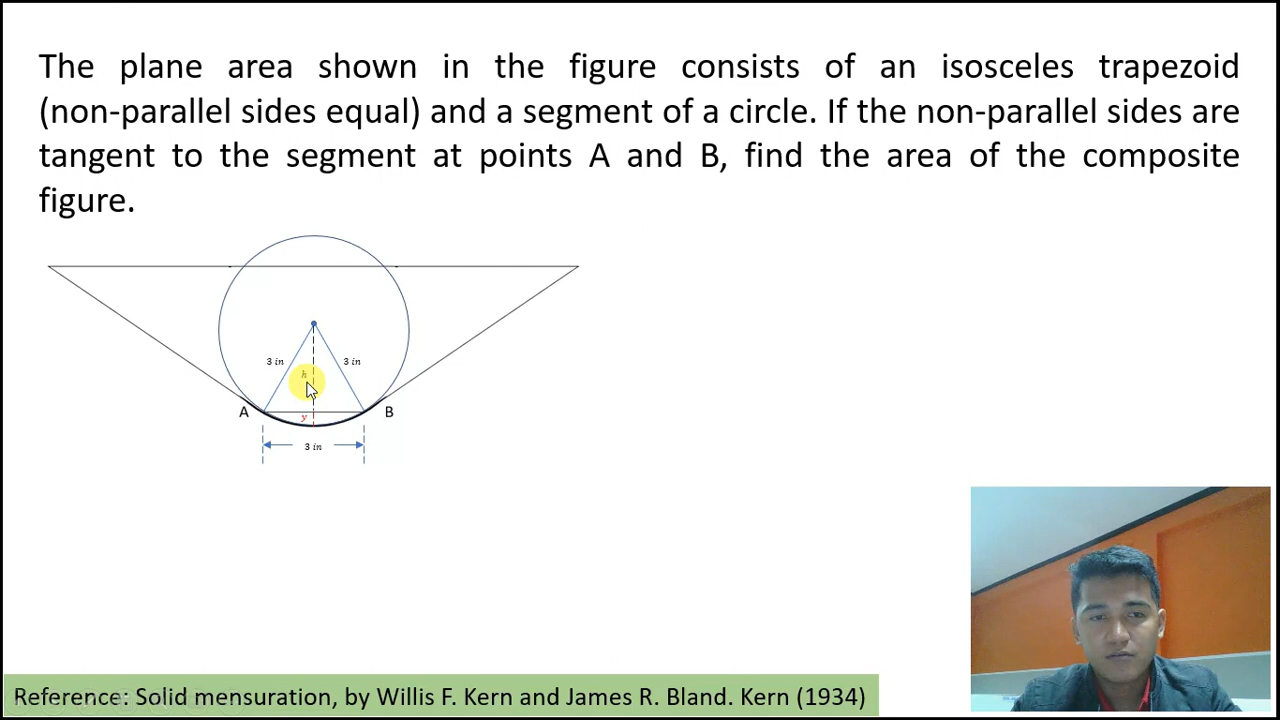 The plane area shown in the figure consists of an isosceles trapezoid
(non-parallel sides equal) and a segment of a circle. If the non-parallel sides are
tangent to the segment at points A and B, find the area of the composite
figure.
3 in
3 in
h
A
y
B
3 in
Reference: Solid mensuration, by Willis F. Kern and James R. Bland. Kern (1934)